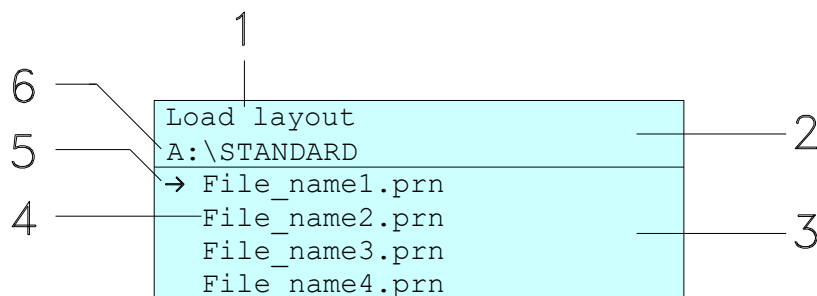 1
6
Load layout
2
A:\STANDARD
5
→ File_name1.prn
4
File_name2.prn
3
File_name3.prn
File_name4.prn